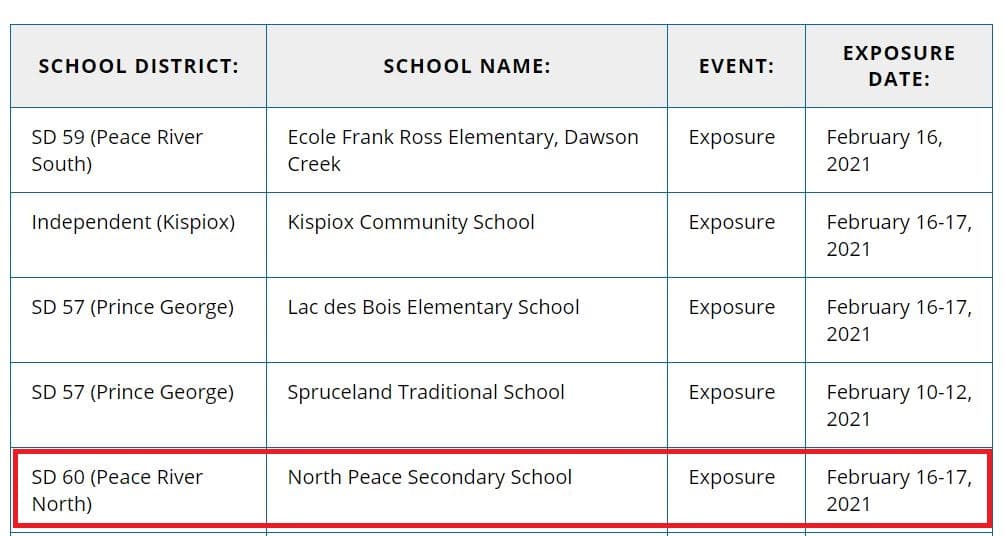 SCHOOL DISTRICT: SCHOOL NAME: EVENT: EXPOSURE DATE:
SD 59 (Peace River South) Ecole Frank Ross Elementary, Dawson Creek Exposure February 16, 2021
Independent (Kispiox) Kispiox Community School Exposure February 16-17, 2021
SD 57 (Prince George) Lac des Bois Elementary School Exposure February 16-17, 2021
SD 57 (Prince George) Spruceland Traditional School Exposure February 10-12, 2021
SD 60 (Peace River North) North Peace Secondary School Exposure February 16-17, 2021